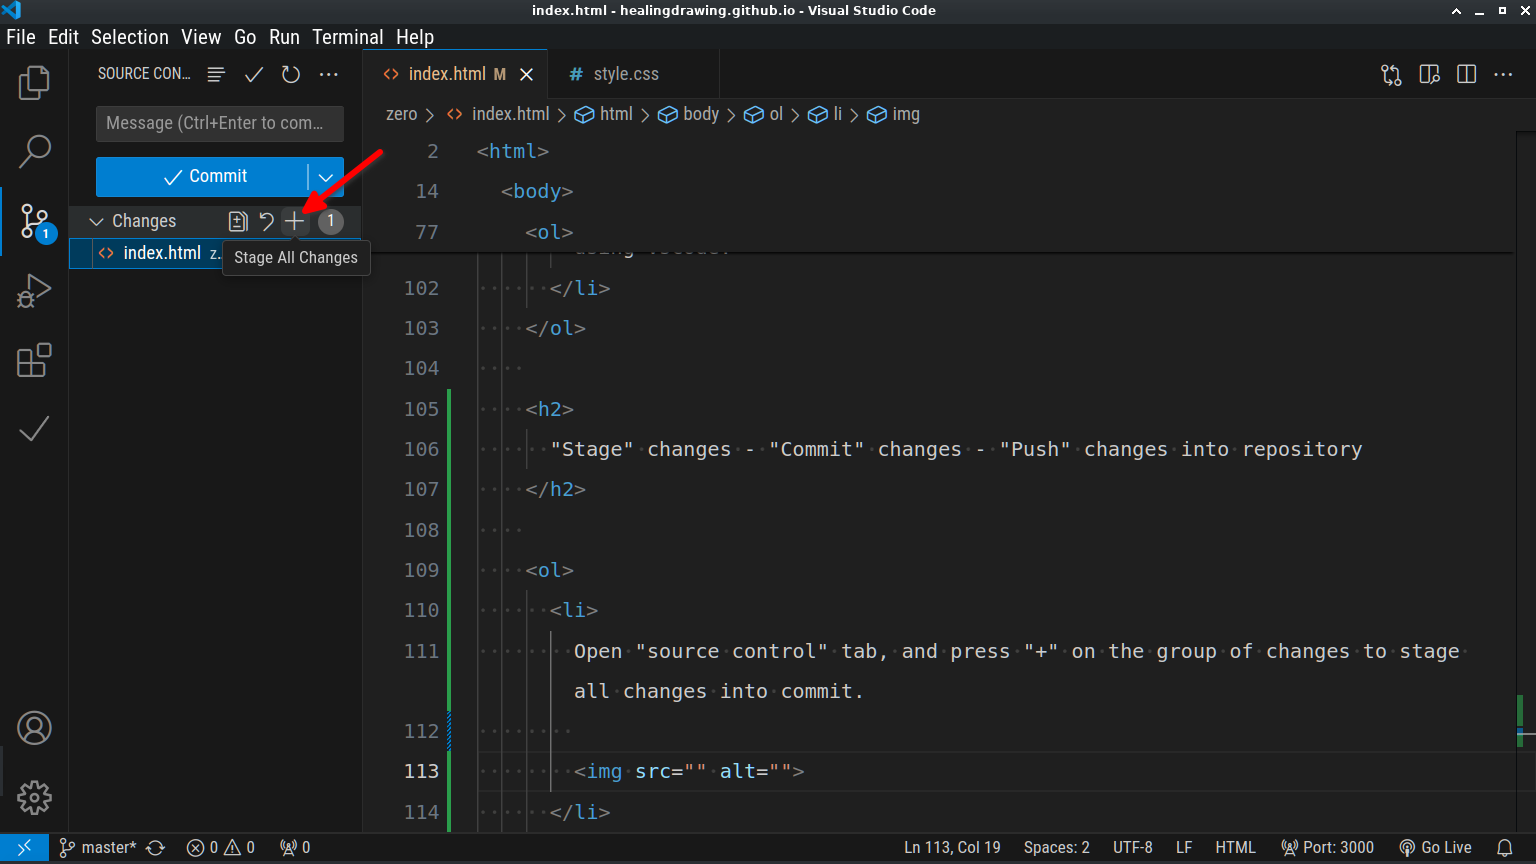 index.html - healingdrawing.github.io - Visual Studio Code
File Edit Selection View Go Run Terminal Help
SOURCE CON...
Message (Ctrl+Enter to com...
Commit
Changes 1
index.html z...
Stage All Changes
1
index.html M
# style.css
zero > index.html > html > body > ol > li > img
2 <html>
14 <body>
77 <ol>
102 </li>
103 </ol>
104
105 <h2>
106 "Stage" changes - "Commit" changes - "Push" changes into repository
107 </h2>
108
109 <ol>
110 <li>
111 Open "source control" tab, and press "+" on the group of changes to stage
all changes into commit.
112
113 <img src="" alt="">
114 </li>
master* 0 0 0 Ln 113, Col 19 Spaces: 2 UTF-8 LF HTML Port: 3000 Go Live